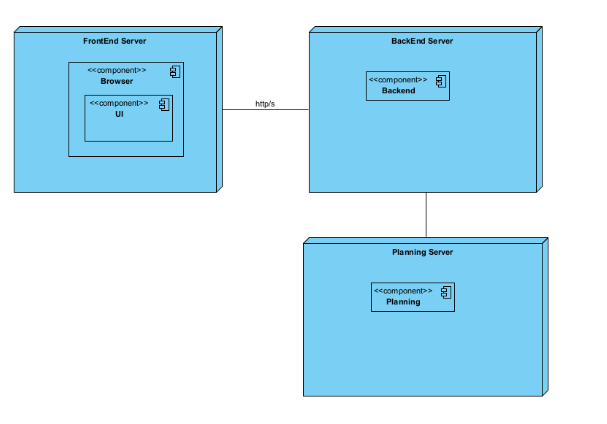 FrontEnd Server
<<component>>
Browser
<<component>>
UI
http/s
BackEnd Server
<<component>>
Backend
Planning Server
<<component>>
Planning